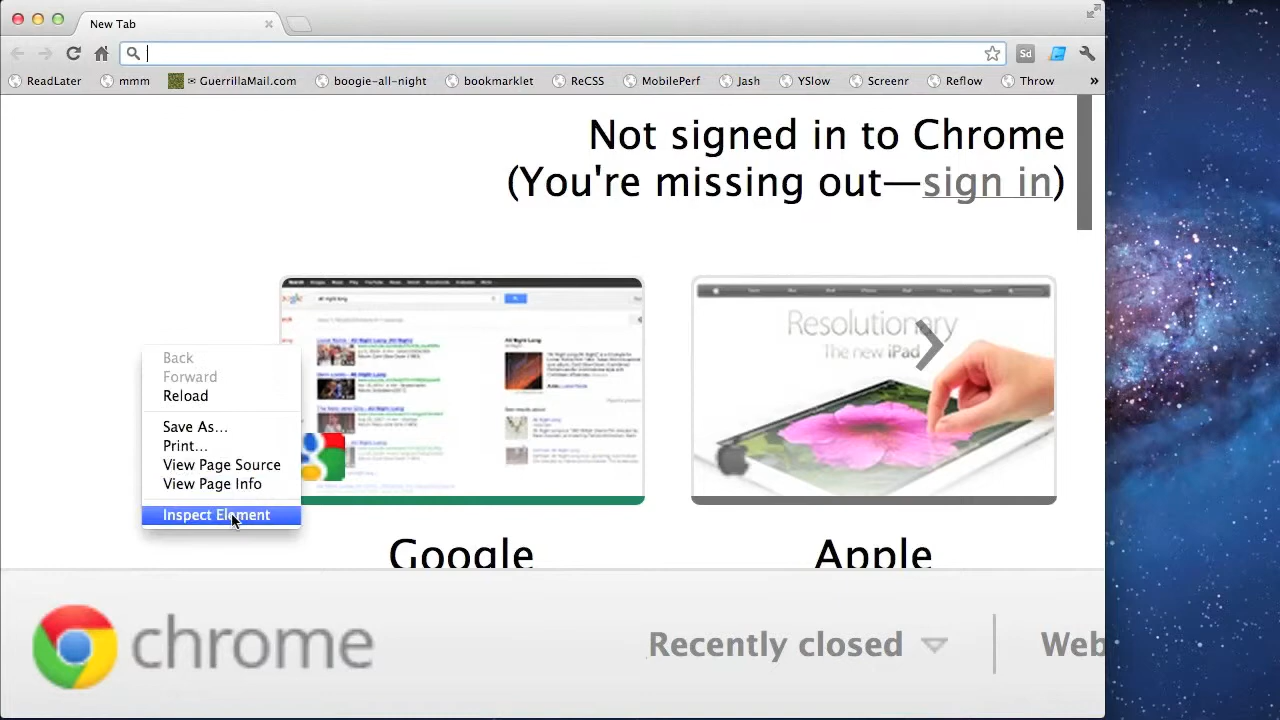 New Tab
Sd
ReadLater
mmm
GuerrillaMail.com
boogie-all-night
bookmarklet
ReCSS
MobilePerf
Jash
YSlow
Screenr
Reflow
Throw
»
Not signed in to Chrome
(You're missing out—sign in)
Resolutionary
The new iPad
Back
Forward
Reload
Save As...
Print...
View Page Source
View Page Info
Inspect Element
Google
Apple
chrome
Recently closed
Web